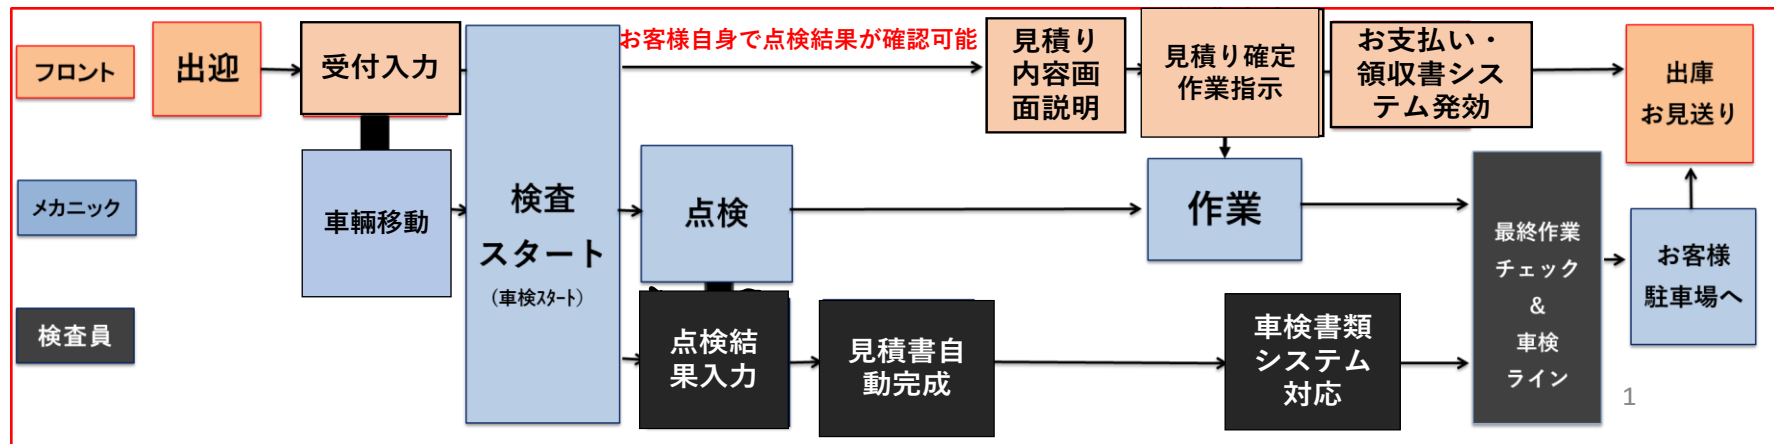 お客様自身で点検結果が確認可能
フロント
出迎
受付入力
見積り
内容画
面説明
見積り確定
作業指示
お支払い・
領収書シス
テム発効
出庫
お見送り
メカニック
車輌移動
検査
スタート
（車検スタート）
点検
作業
最終作業
チェック
&
車検
ライン
お客様
駐車場へ
検査員
点検結
果入力
見積書自
動完成
車検書類
システム
対応
1